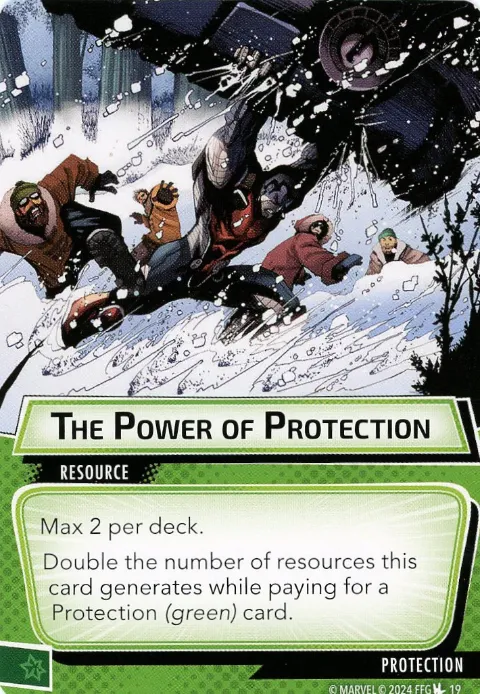 THE POWER OF PROTECTION
RESOURCE
Max 2 per deck.
Double the number of resources this
card generates while paying for a
Protection (green) card.
PROTECTION
© MARVEL © 2024 FFG 19